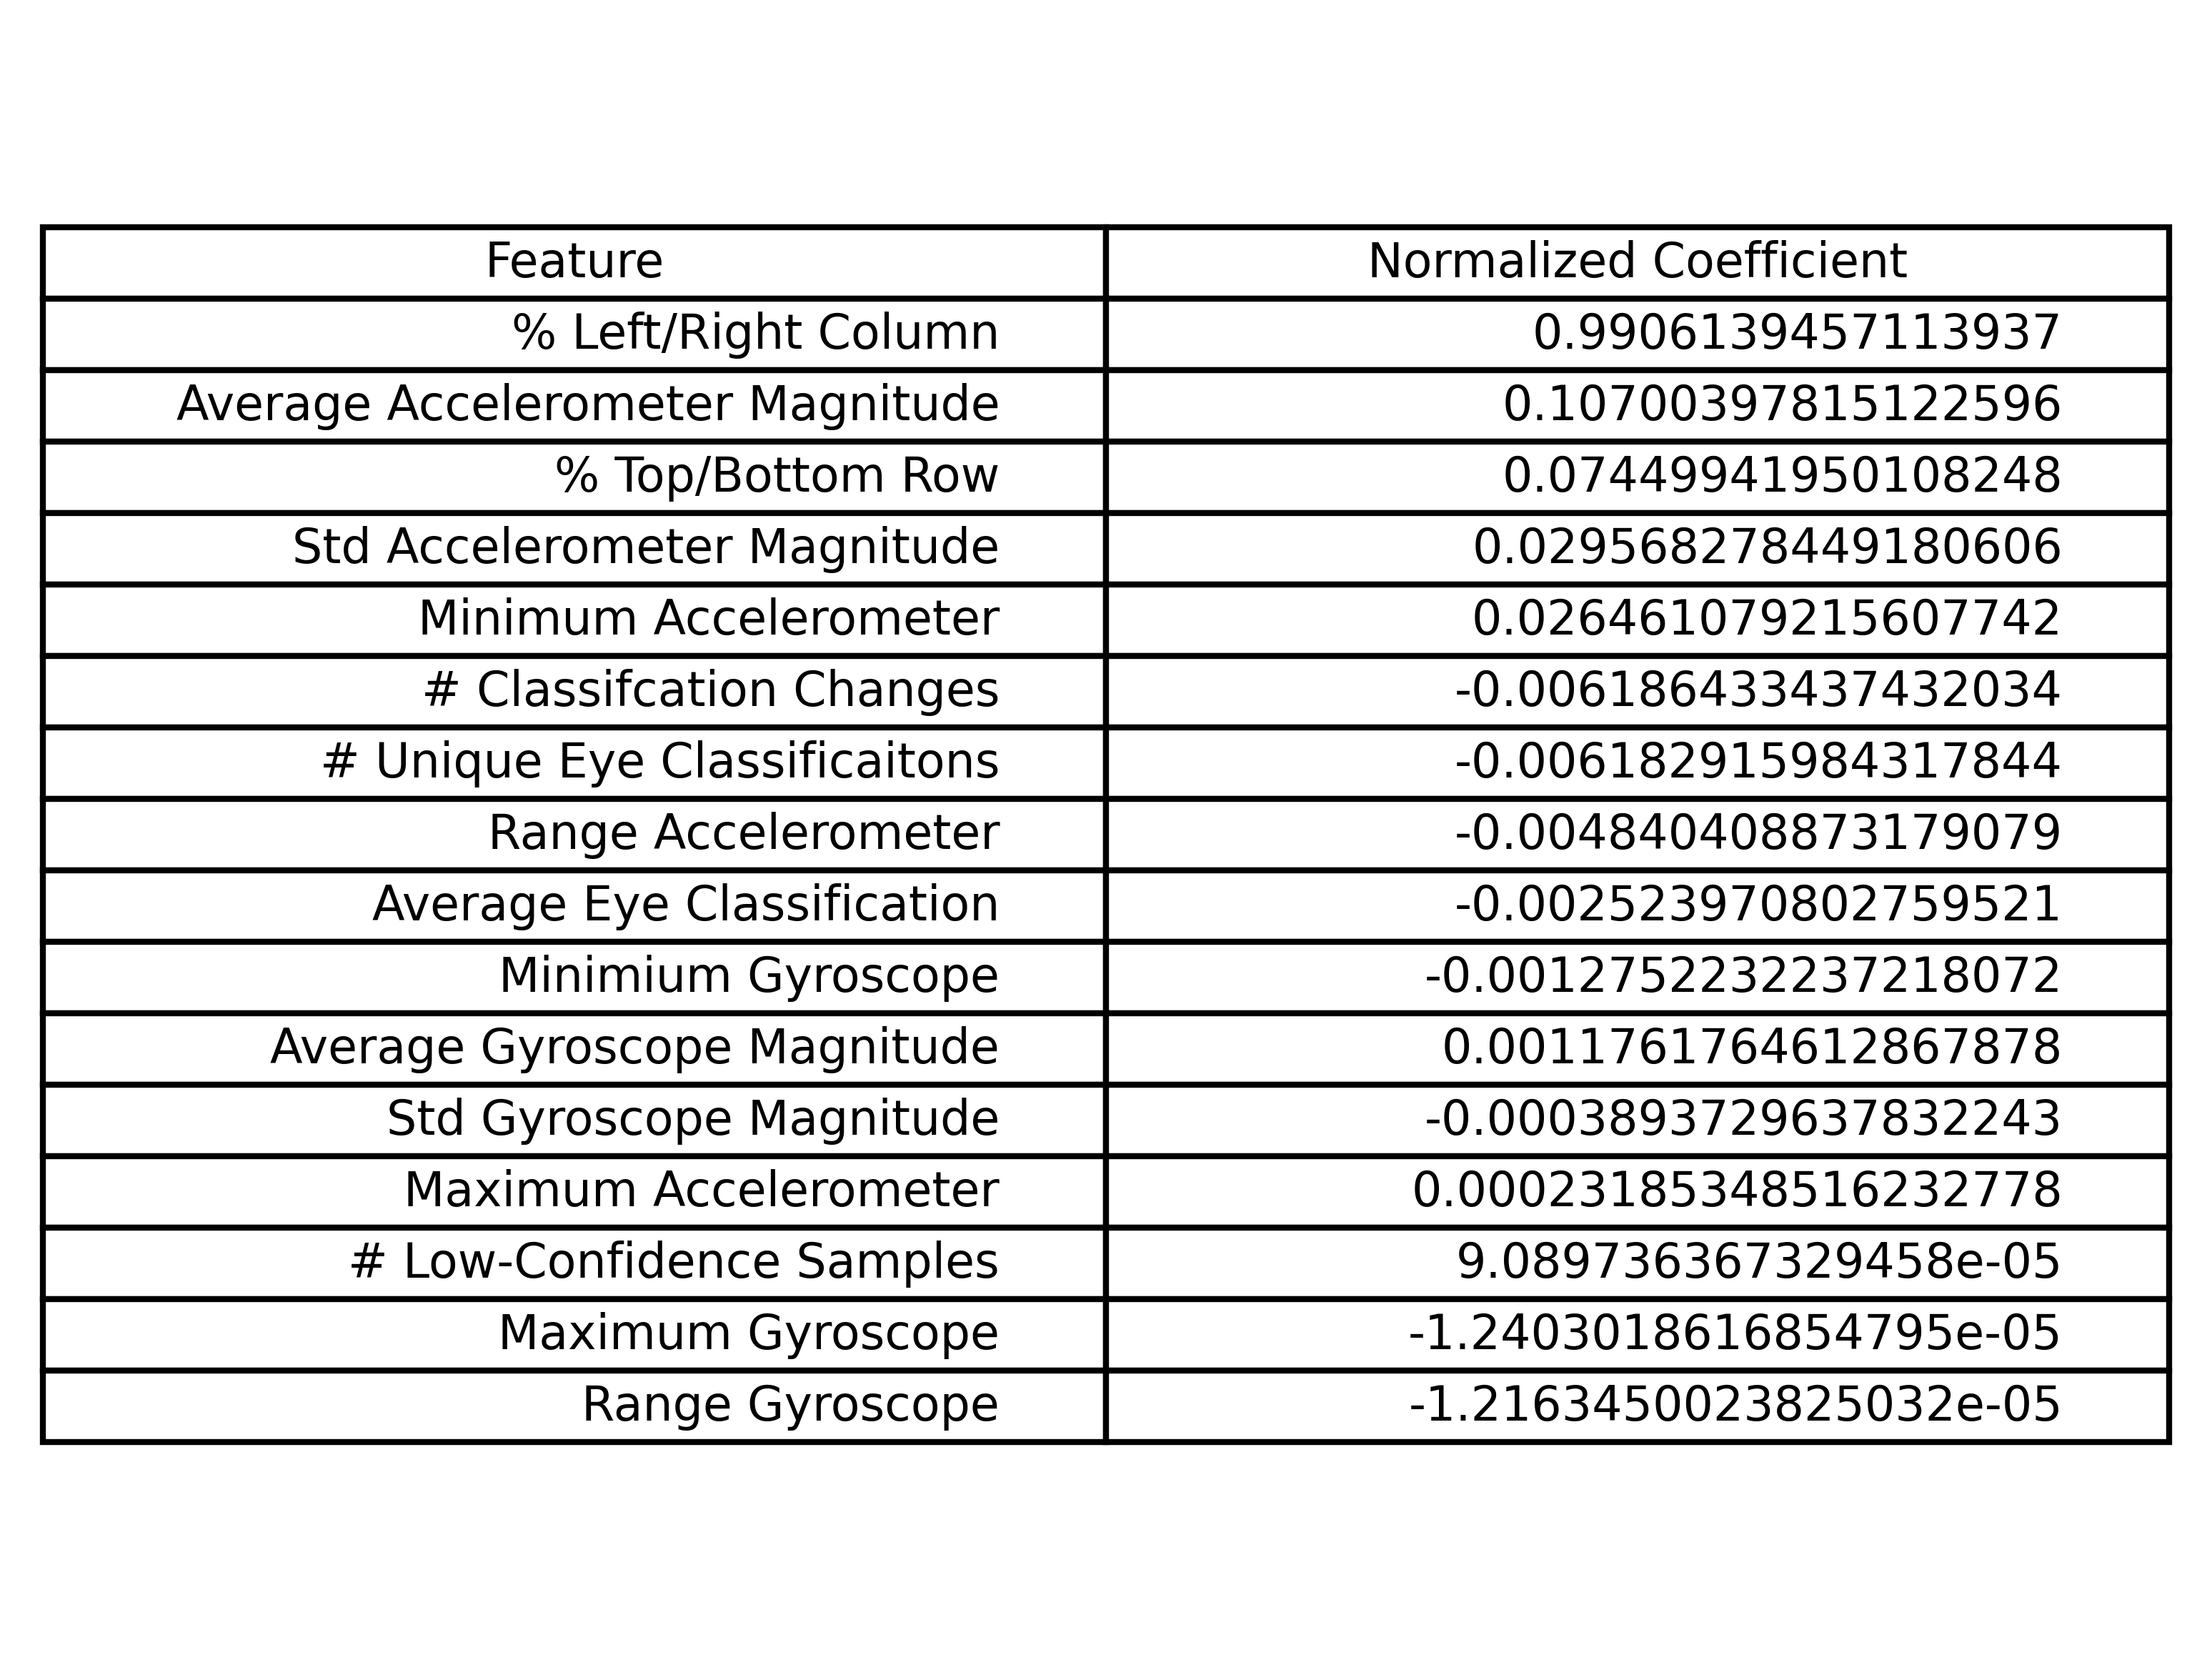 Feature Normalized Coefficient
% Left/Right Column 0.9906139457113937
Average Accelerometer Magnitude 0.10700397815122596
% Top/Bottom Row 0.07449941950108248
Std Accelerometer Magnitude 0.029568278449180606
Minimum Accelerometer 0.026461079215607742
# Classifcation Changes -0.006186433437432034
# Unique Eye Classificaitons -0.006182915984317844
Range Accelerometer -0.004840408873179079
Average Eye Classification -0.002523970802759521
Minimium Gyroscope -0.0012752232237218072
Average Gyroscope Magnitude 0.0011761764612867878
Std Gyroscope Magnitude -0.0003893729637832243
Maximum Accelerometer 0.00023185348516232778
# Low-Confidence Samples 9.089736367329458e-05
Maximum Gyroscope -1.2403018616854795e-05
Range Gyroscope -1.2163450023825032e-05